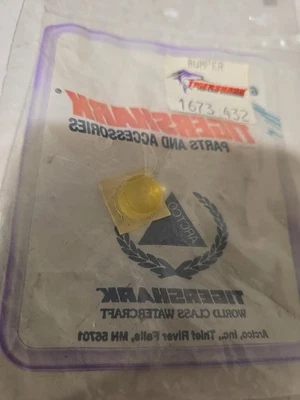 BUMPER
TIGERSHARK
1673 432
TIGERSHARK
PARTS AND ACCESSORIES
ARCTCO
TIGERSHARK
WORLD CLASS WATERCRAFT
Arctco, Inc., Thief River Falls, MN 56701